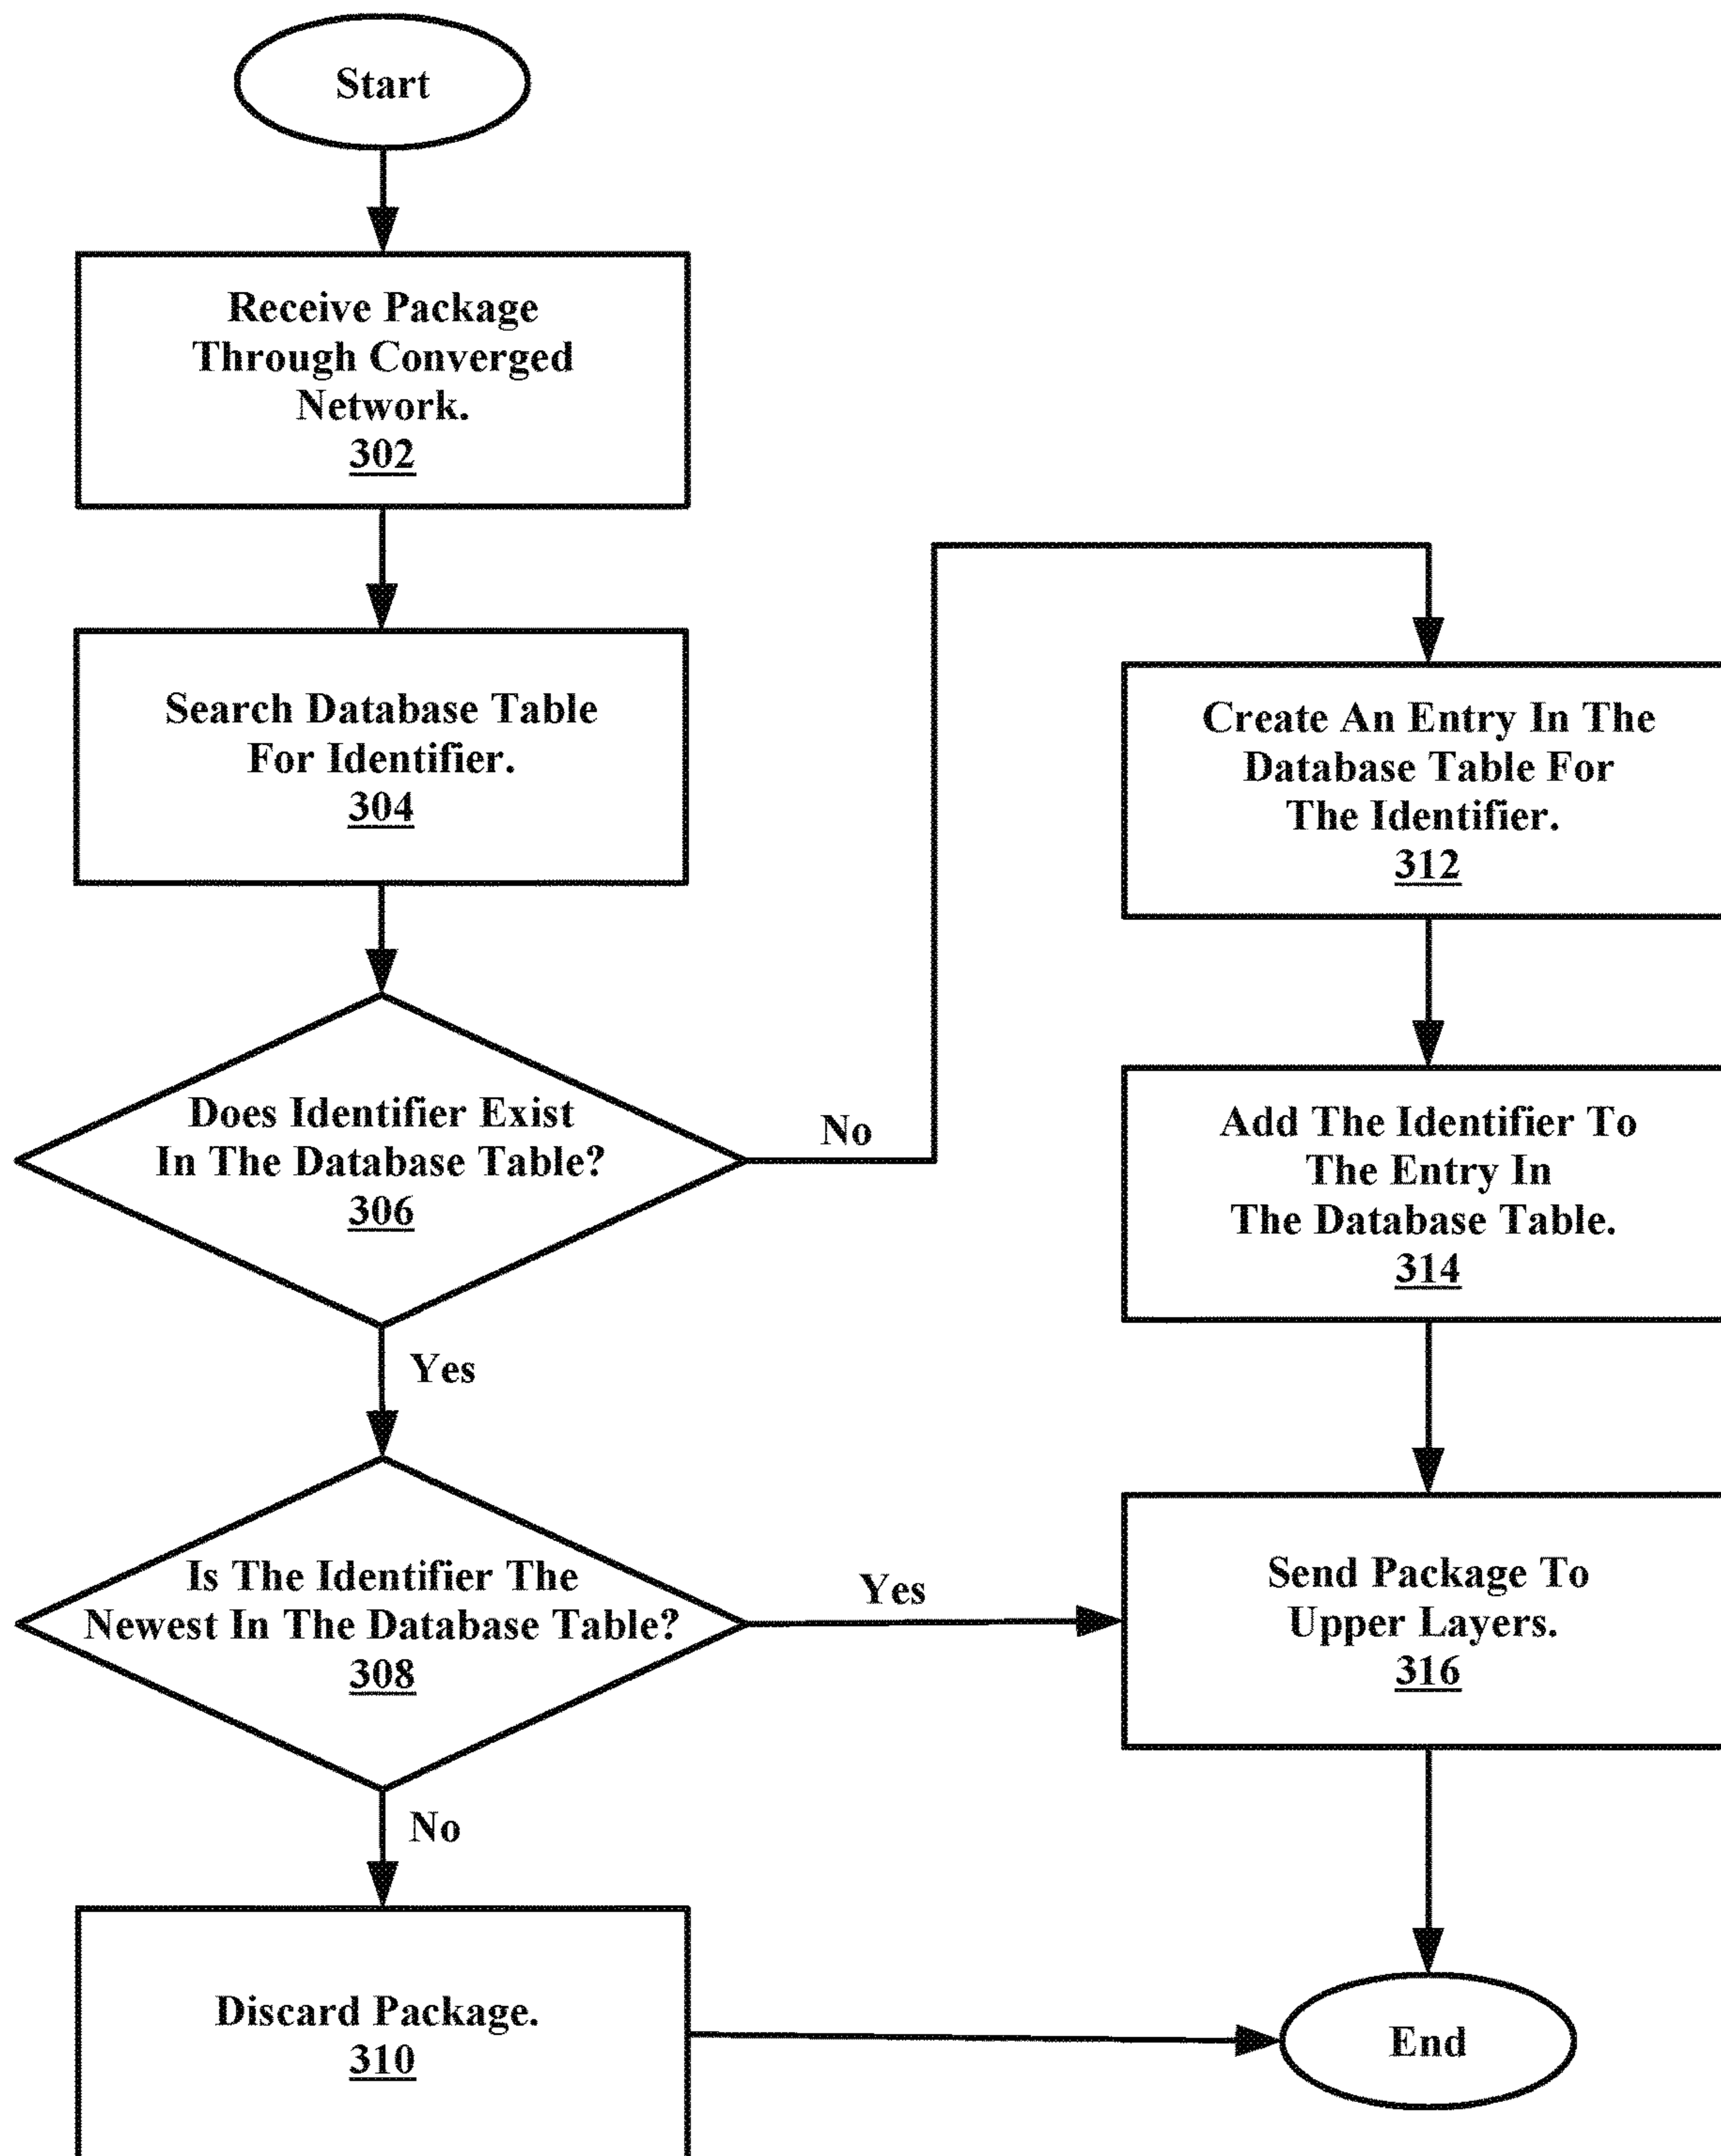 Start
Receive Package
Through Converged
Network.
302
Search Database Table
For Identifier.
304
Does Identifier Exist
In The Database Table?
306
No
Yes
Is The Identifier The
Newest In The Database Table?
308
Yes
No
Discard Package.
310
Create An Entry In The
Database Table For
The Identifier.
312
Add The Identifier To
The Entry In
The Database Table.
314
Send Package To
Upper Layers.
316
End